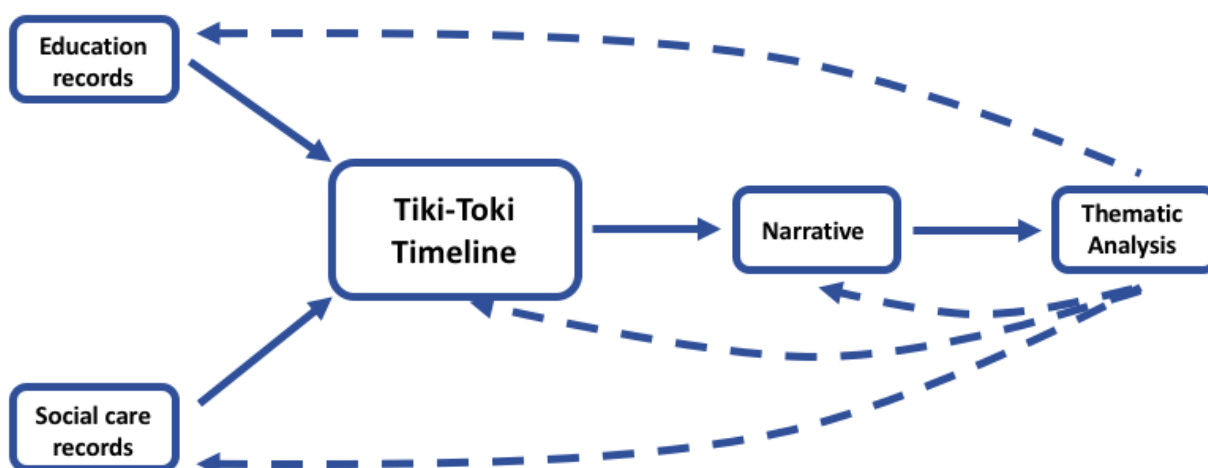 Education
records
Tiki-Toki
Timeline
Narrative
Thematic
Analysis
Social care
records